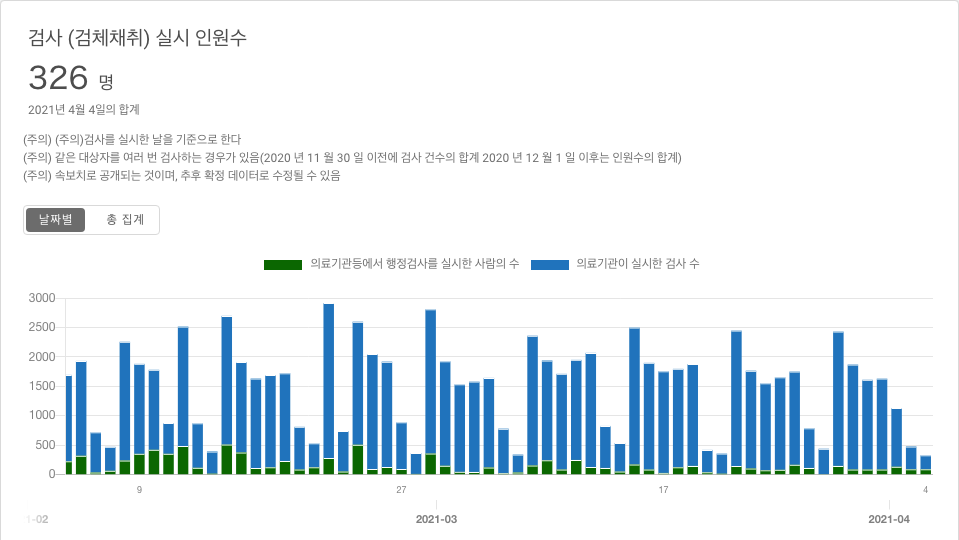 검사 (검체채취) 실시 인원수
326 명
2021년 4월 4일의 합계
(주의) (주의)검사를 실시한 날을 기준으로 한다
(주의) 같은 대상자를 여러 번 검사하는 경우가 있음(2020 년 11 월 30 일 이전에 검사 건수의 합계 2020 년 12 월 1 일 이후는 인원수의 합계)
(주의) 속보치로 공개되는 것이며, 추후 확정 데이터로 수정될 수 있음
날짜별 총 집계
의료기관등에서 행정검사를 실시한 사람의 수 의료기관이 실시한 검사 수
3000
2500
2000
1500
1000
500
0
9 27 17 4
1-02 2021-03 2021-04